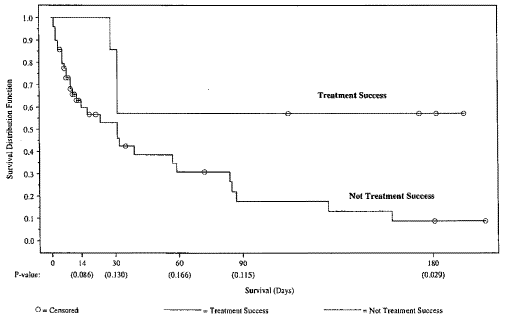 1.0
0.9
0.8
0.7
0.6
0.5
0.4
0.3
0.2
0.1
0.0
Survival Distribution Function
Treatment Success
Not Treatment Success
0 14 30 60 90 180
P-value: (0.086) (0.130) (0.166) (0.115) (0.029)
Survival (Days)
= Censored = Treatment Success = Not Treatment Success